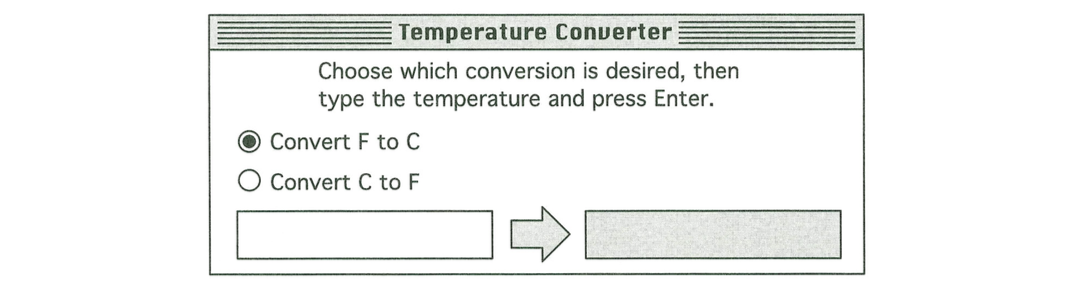 Temperature Converter
Choose which conversion is desired, then
type the temperature and press Enter.
Convert F to C
Convert C to F